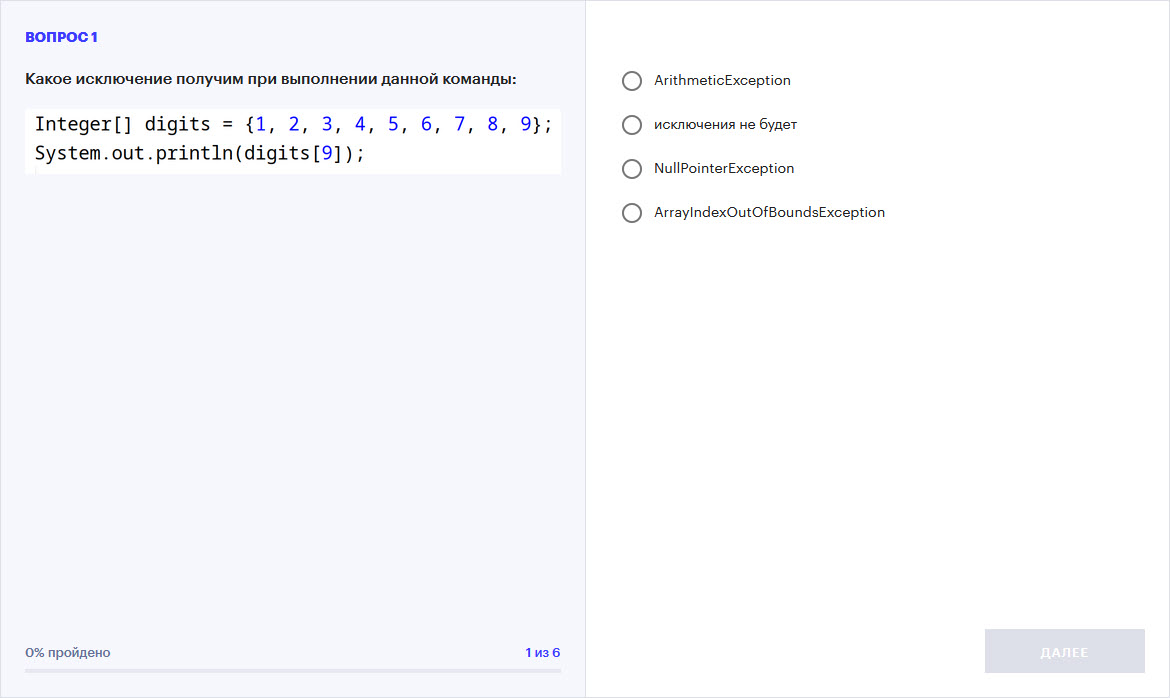 ВОПРОС 1
Какое исключение получим при выполнении данной команды:
Integer[] digits = {1, 2, 3, 4, 5, 6, 7, 8, 9};
System.out.println(digits[9]);
0% пройдено
1 из 6
ArithmeticException
исключения не будет
NullPointerException
ArrayIndexOutOfBoundsException
ДАЛЕЕ